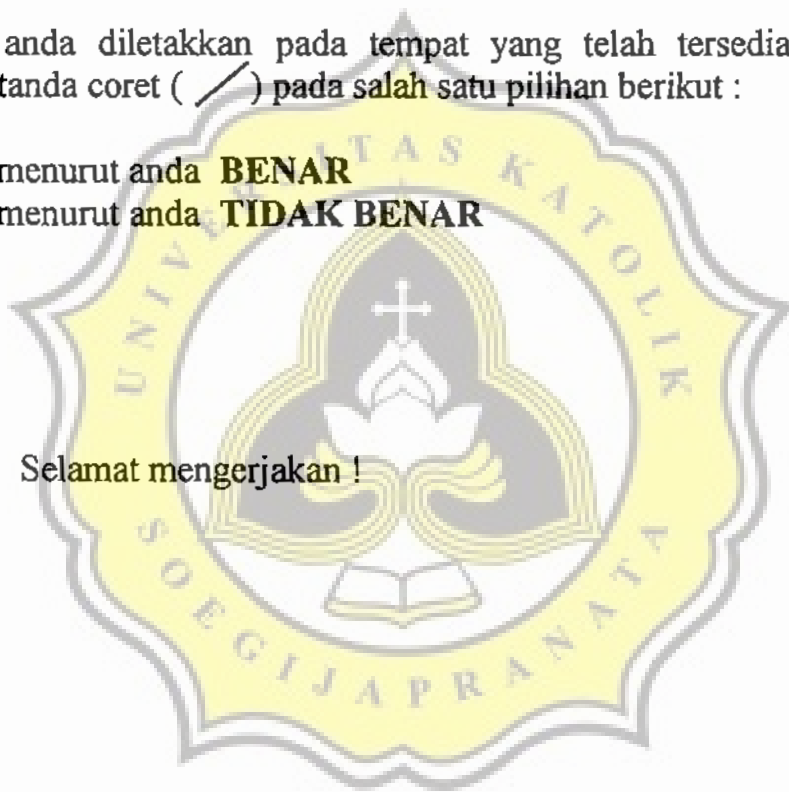 anda diletakkan pada tempat yang telah tersedia
tanda coret ( / ) pada salah satu pilihan berikut :
menurut anda BENAR
menurut anda TIDAK BENAR
Selamat mengerjakan !
UNIVERSITAS KATOLIK
SOEGIJAPRANATA